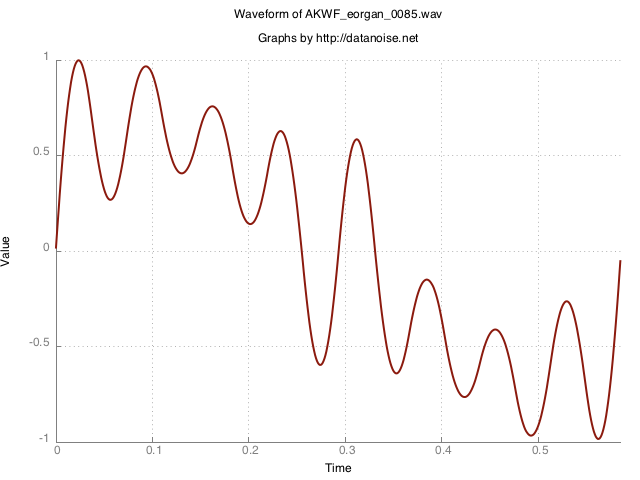 Waveform of AKWF_eorgan_0085.wav
Graphs by http://datanoise.net
1
0.5
0
-0.5
-1
Value
0 0.1 0.2 0.3 0.4 0.5
Time